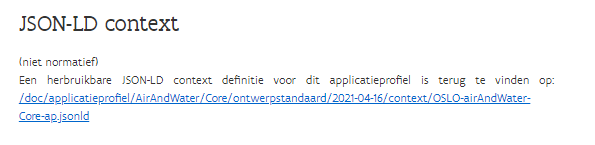 JSON-LD context
(niet normatief)
Een herbruikbare JSON-LD context definitie voor dit applicatieprofiel is terug te vinden op:
/doc/applicatieprofiel/AirAndWater/Core/ontwerpstandaard/2021-04-16/context/OSLO-airAndWater-
Core-ap.jsonld